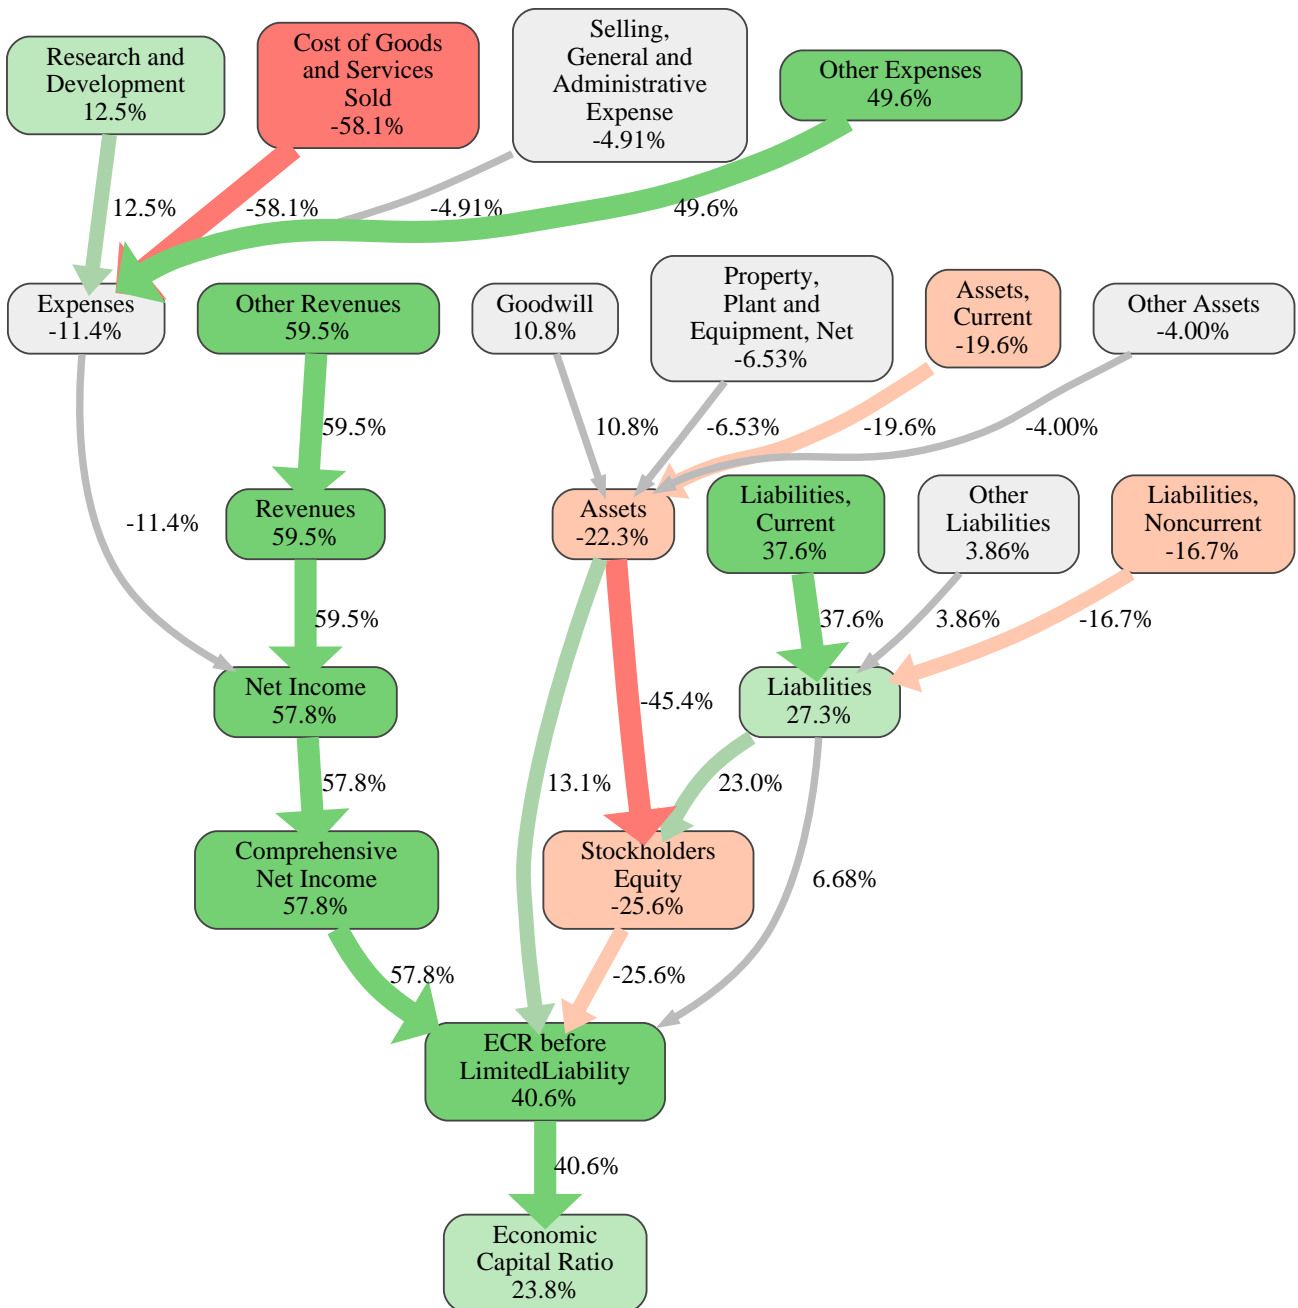 Research and
Development
12.5%
Cost of Goods
and Services
Sold
-58.1%
Selling,
General and
Administrative
Expense
-4.91%
Other Expenses
49.6%
12.5%
-58.1%
-4.91%
49.6%
Expenses
-11.4%
Other Revenues
59.5%
Goodwill
10.8%
Property,
Plant and
Equipment, Net
-6.53%
Assets,
Current
-19.6%
Other Assets
-4.00%
59.5%
10.8%
-6.53%
-19.6%
-4.00%
-11.4%
Revenues
59.5%
Assets
-22.3%
Liabilities,
Current
37.6%
Other
Liabilities
3.86%
Liabilities,
Noncurrent
-16.7%
59.5%
37.6%
3.86%
-16.7%
Net Income
57.8%
-45.4%
Liabilities
27.3%
57.8%
13.1%
23.0%
Comprehensive
Net Income
57.8%
Stockholders
Equity
-25.6%
6.68%
57.8%
-25.6%
ECR before
LimitedLiability
40.6%
40.6%
Economic
Capital Ratio
23.8%